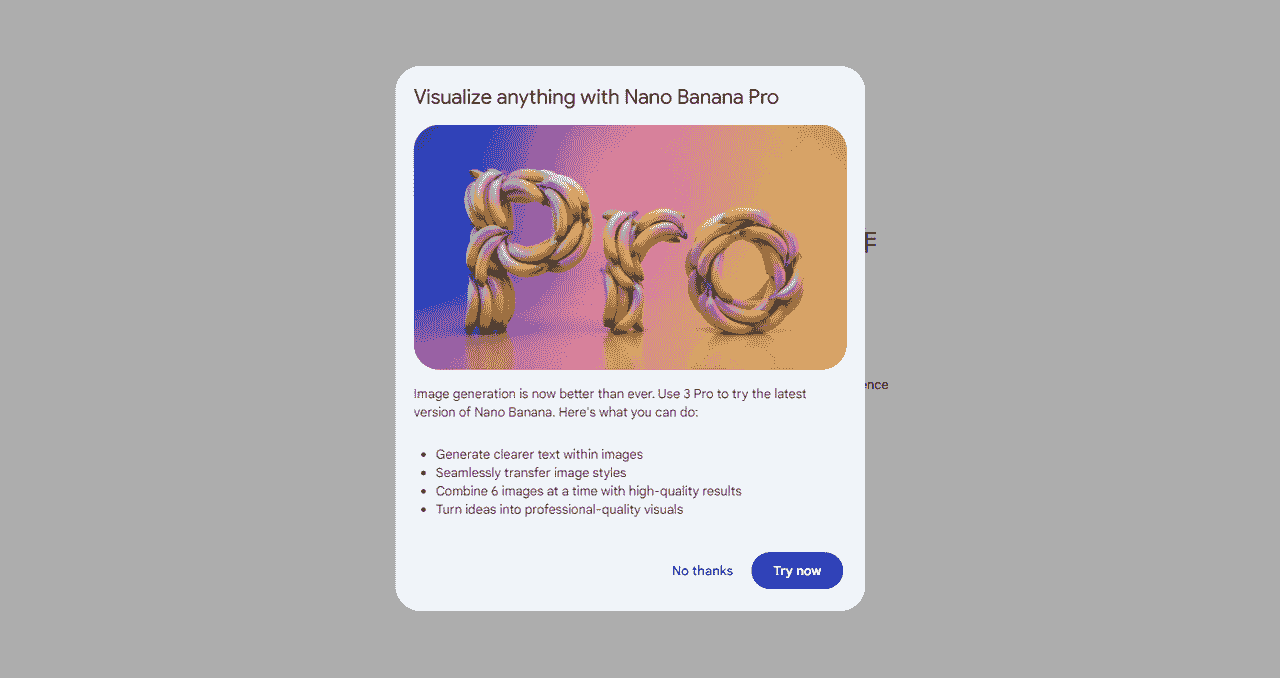 Visualize anything with Nano Banana Pro
Pro
Image generation is now better than ever. Use 3 Pro to try the latest
version of Nano Banana. Here's what you can do:
Generate clearer text within images
Seamlessly transfer image styles
Combine 6 images at a time with high-quality results
Turn ideas into professional-quality visuals
No thanks
Try now